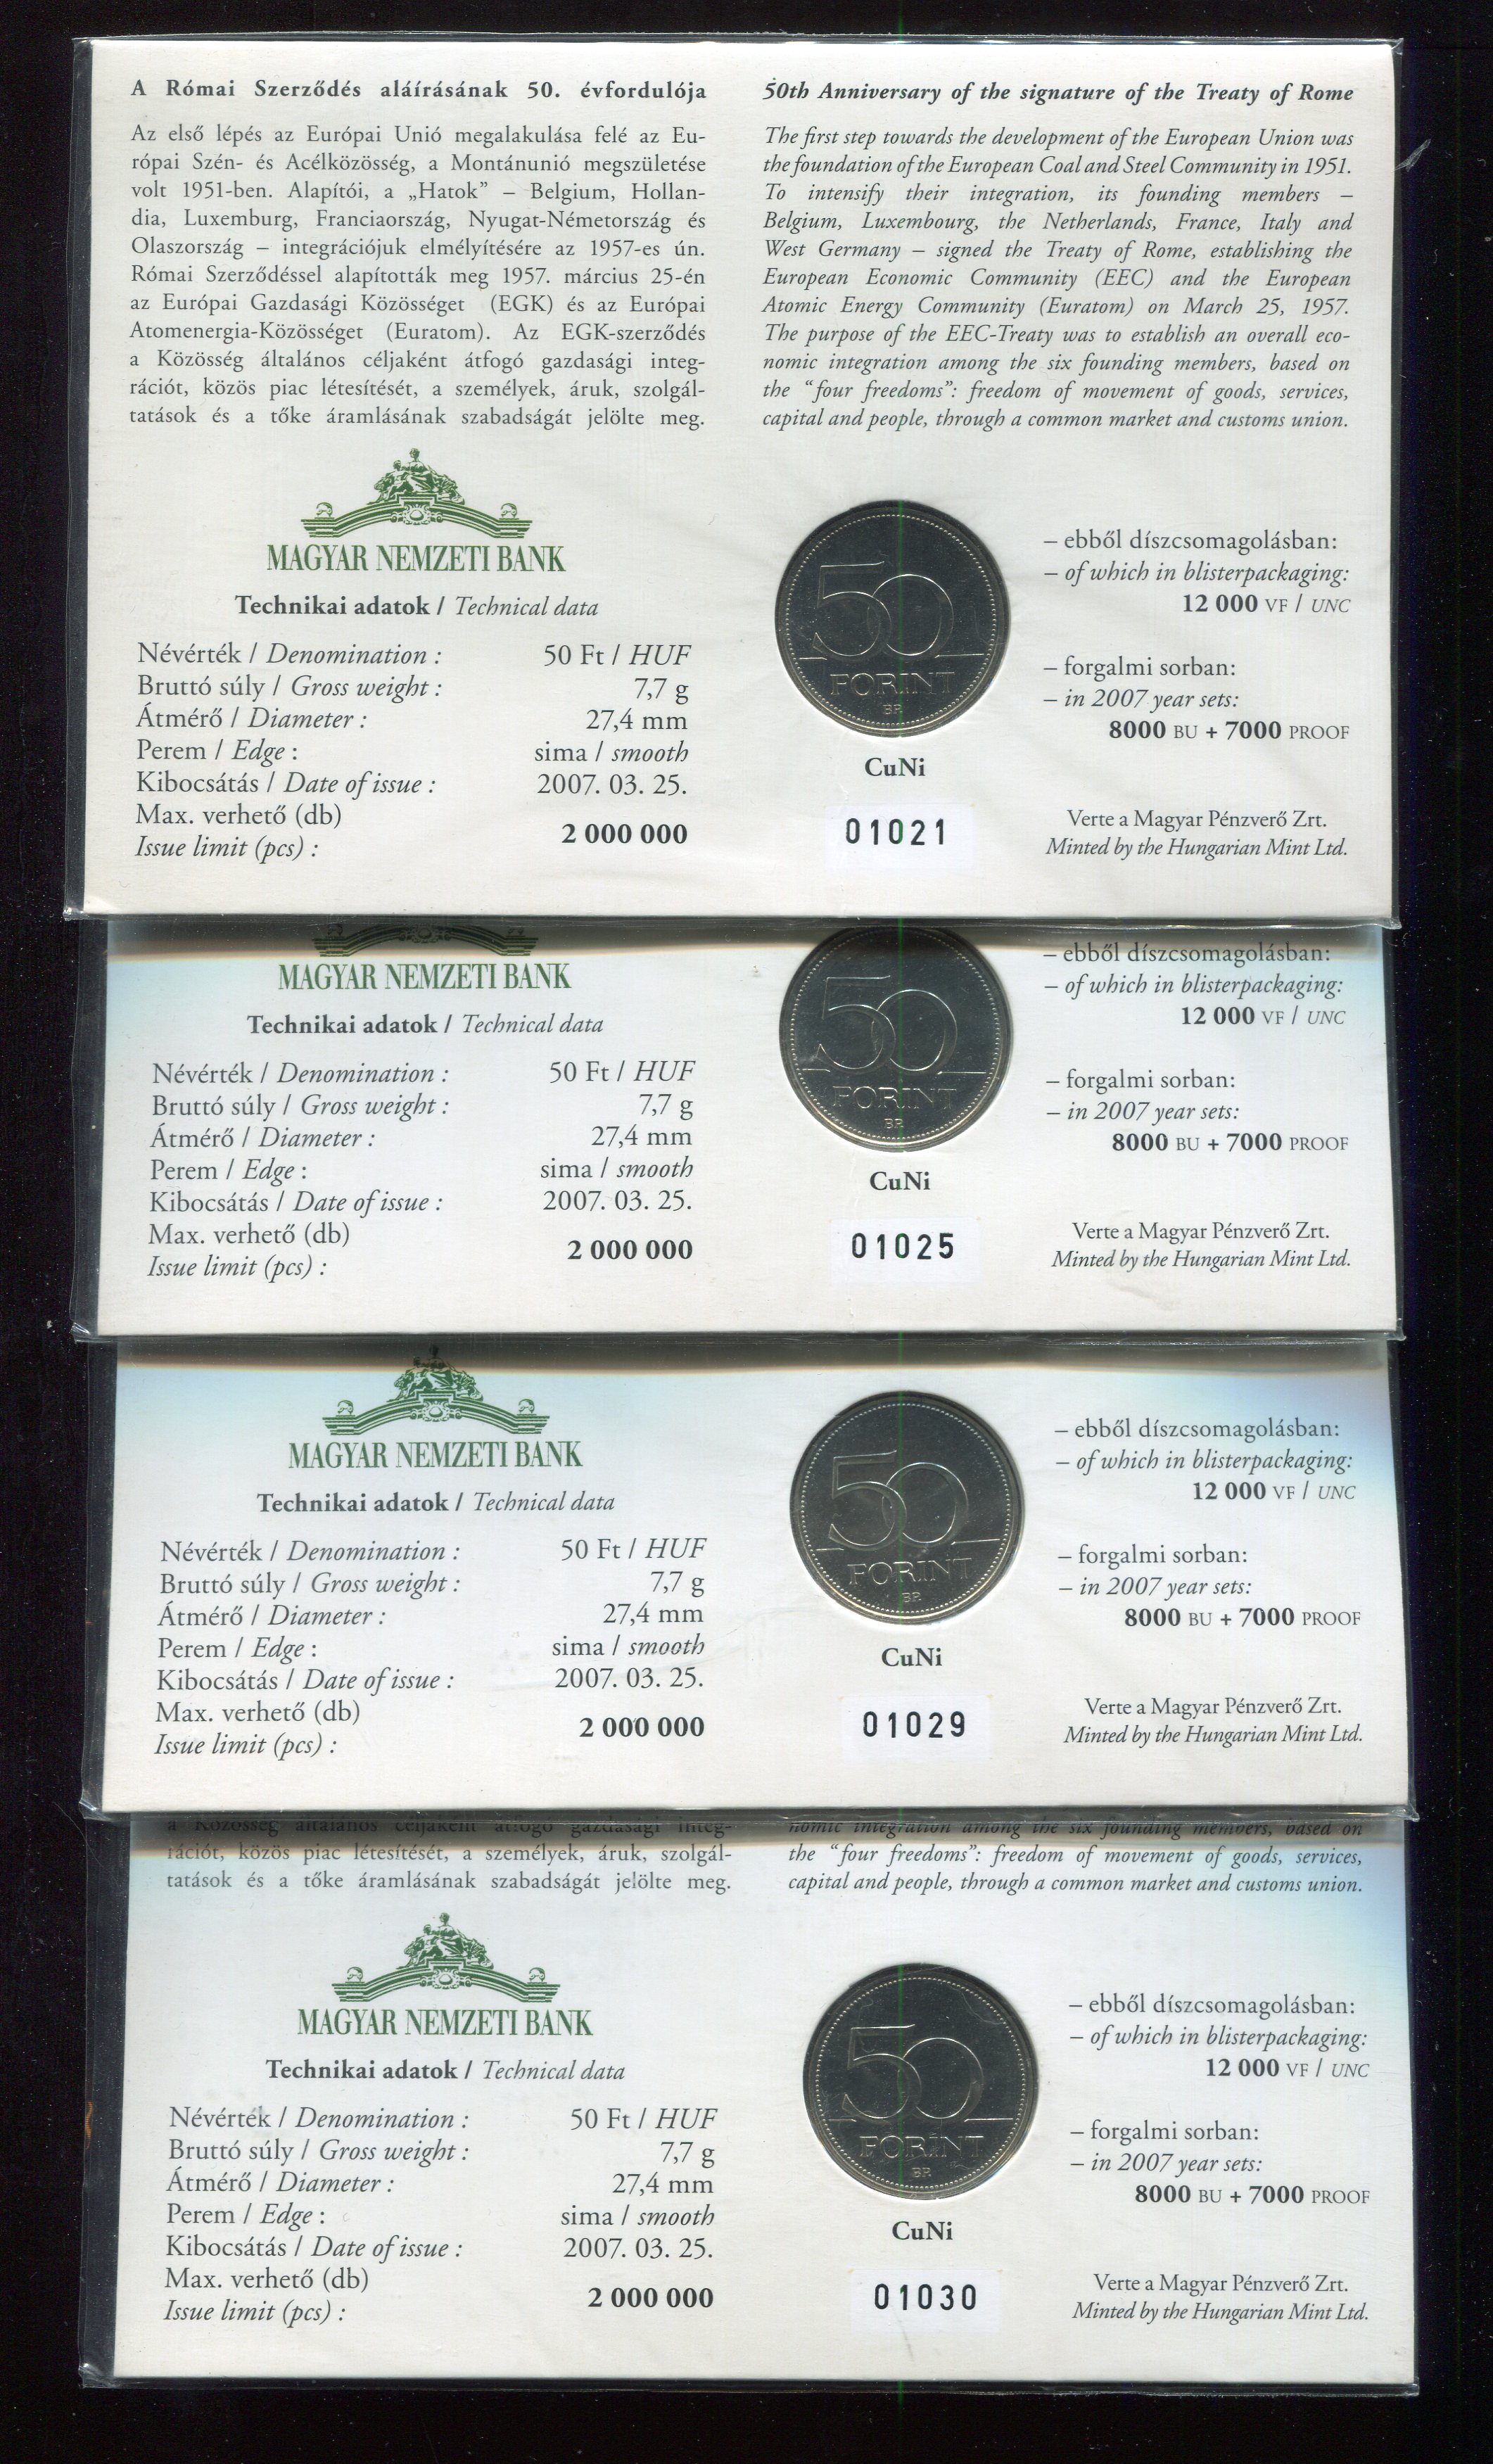 A Római Szerződés aláírásának 50. évfordulója
Az első lépés az Európai Unió megalakulása felé az Eu-
rópai Szén- és Acélközösség, a Montánunió megszületése
volt 1951-ben. Alapítói, a „Hatok” – Belgium, Hollan-
dia, Luxemburg, Franciaország, Nyugat-Németország és
Olaszország – integrációjuk elmélyítésére az 1957-es ún.
Római Szerződéssel alapították meg 1957. március 25-én
az Európai Gazdasági Közösséget (EGK) és az Európai
Atomenergia-Közösséget (Euratom). Az EGK-szerződés
a Közösség általános céljaként átfogó gazdasági integ-
rációt, közös piac létesítését, a személyek, áruk, szolgál-
tatások és a tőke áramlásának szabadságát jelölte meg.
50th Anniversary of the signature of the Treaty of Rome
The first step towards the development of the European Union was
the foundation of the European Coal and Steel Community in 1951.
To intensify their integration, its founding members –
Belgium, Luxembourg, the Netherlands, France, Italy and
West Germany – signed the Treaty of Rome, establishing the
European Economic Community (EEC) and the European
Atomic Energy Community (Euratom) on March 25, 1957.
The purpose of the EEC-Treaty was to establish an overall eco-
nomic integration among the six founding members, based on
the “four freedoms”: freedom of movement of goods, services,
capital and people, through a common market and customs union.
MAGYAR NEMZETI BANK
Technikai adatok / Technical data
Névérték / Denomination : 50 Ft / HUF
Bruttó súly / Gross weight : 7,7 g
Átmérő / Diameter : 27,4 mm
Perem / Edge : sima / smooth
Kibocsátás / Date of issue : 2007. 03. 25.
Max. verhető (db)
Issue limit (pcs) : 2 000 000
50
FORINT
BP.
CuNi
01021
– ebből díszcsomagolásban:
– of which in blisterpackaging:
12 000 VF / UNC
– forgalmi sorban:
– in 2007 year sets:
8000 BU + 7000 PROOF
Verte a Magyar Pénzverő Zrt.
Minted by the Hungarian Mint Ltd.
MAGYAR NEMZETI BANK
Technikai adatok / Technical data
Névérték / Denomination : 50 Ft / HUF
Bruttó súly / Gross weight : 7,7 g
Átmérő / Diameter : 27,4 mm
Perem / Edge : sima / smooth
Kibocsátás / Date of issue : 2007. 03. 25.
Max. verhető (db)
Issue limit (pcs) : 2 000 000
50
FORINT
BP.
CuNi
01025
– ebből díszcsomagolásban:
– of which in blisterpackaging:
12 000 VF / UNC
– forgalmi sorban:
– in 2007 year sets:
8000 BU + 7000 PROOF
Verte a Magyar Pénzverő Zrt.
Minted by the Hungarian Mint Ltd.
MAGYAR NEMZETI BANK
Technikai adatok / Technical data
Névérték / Denomination : 50 Ft / HUF
Bruttó súly / Gross weight : 7,7 g
Átmérő / Diameter : 27,4 mm
Perem / Edge : sima / smooth
Kibocsátás / Date of issue : 2007. 03. 25.
Max. verhető (db)
Issue limit (pcs) : 2 000 000
50
FORINT
BP.
CuNi
01029
– ebből díszcsomagolásban:
– of which in blisterpackaging:
12 000 VF / UNC
– forgalmi sorban:
– in 2007 year sets:
8000 BU + 7000 PROOF
Verte a Magyar Pénzverő Zrt.
Minted by the Hungarian Mint Ltd.
a Közösség általános céljaként átfogó gazdasági integ-
rációt, közös piac létesítését, a személyek, áruk, szolgál-
tatások és a tőke áramlásának szabadságát jelölte meg.
nomic integration among the six founding members, based on
the “four freedoms”: freedom of movement of goods, services,
capital and people, through a common market and customs union.
MAGYAR NEMZETI BANK
Technikai adatok / Technical data
Névérték / Denomination : 50 Ft / HUF
Bruttó súly / Gross weight : 7,7 g
Átmérő / Diameter : 27,4 mm
Perem / Edge : sima / smooth
Kibocsátás / Date of issue : 2007. 03. 25.
Max. verhető (db)
Issue limit (pcs) : 2 000 000
50
FORINT
BP.
CuNi
01030
– ebből díszcsomagolásban:
– of which in blisterpackaging:
12 000 VF / UNC
– forgalmi sorban:
– in 2007 year sets:
8000 BU + 7000 PROOF
Verte a Magyar Pénzverő Zrt.
Minted by the Hungarian Mint Ltd.